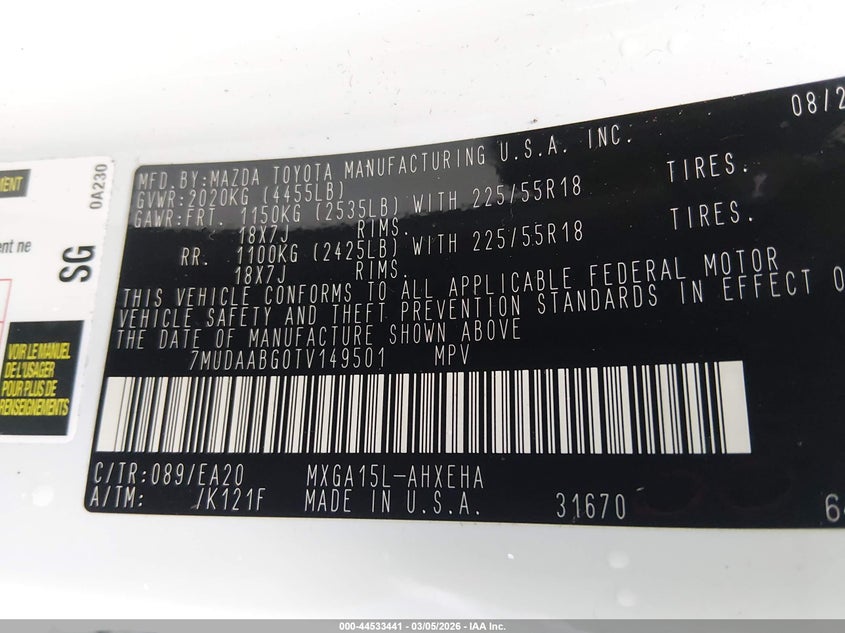 08/2
MFD.BY:MAZDA TOYOTA MANUFACTURING U.S.A. INC.
GVWR:2020KG (4455LB)
GAWR:FRT. 1150KG (2535LB) WITH 225/55R18 TIRES.
18X7J RIMS.
RR. 1100KG (2425LB) WITH 225/55R18 TIRES.
18X7J RIMS.
THIS VEHICLE CONFORMS TO ALL APPLICABLE FEDERAL MOTOR
VEHICLE SAFETY AND THEFT PREVENTION STANDARDS IN EFFECT O
THE DATE OF MANUFACTURE SHOWN ABOVE
7MUDAABG0TV149501 MPV
C/TR:089/EA20 MXGA15L-AHXEHA
A/TM: /K121F MADE IN U.S.A. 31670
MENT
0A230
ent ne
SG
VOIR LE MANUEL
DE L'USAGER
POUR PLUS DE
RENSEIGNEMENTS
000-44533441 - 03/05/2026 - IAA Inc.